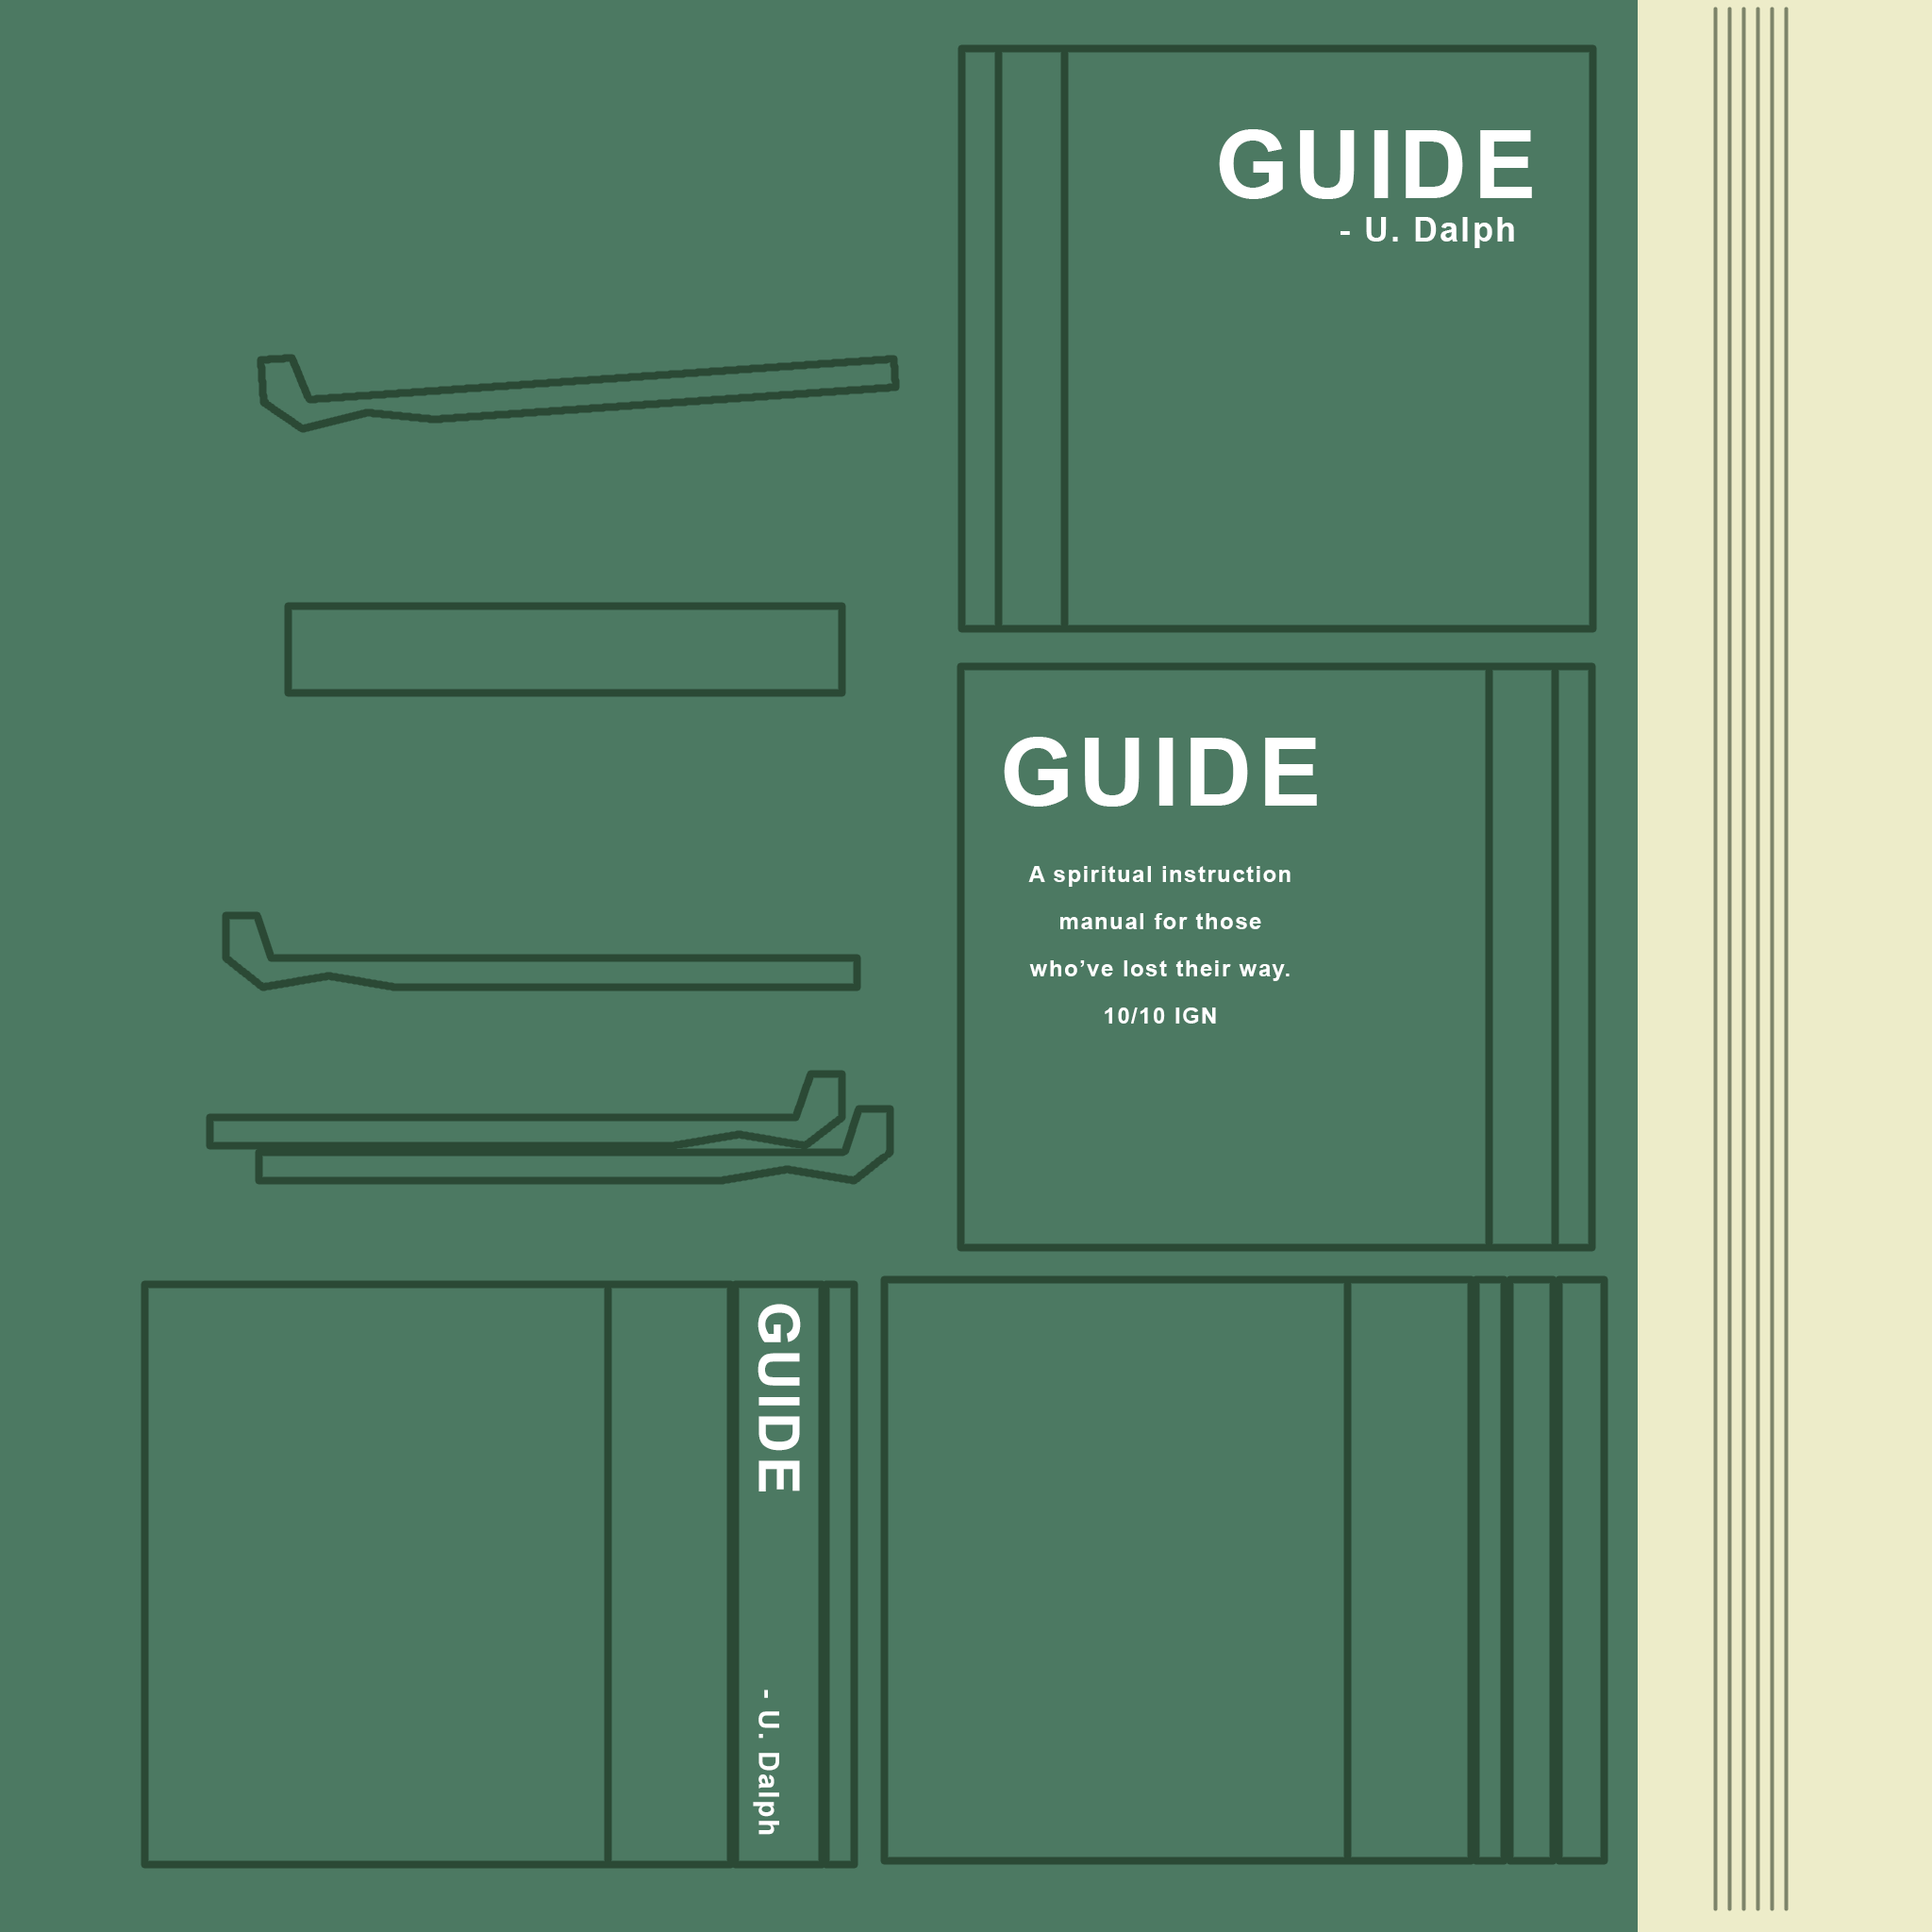 GUIDE
- U. Dalph
GUIDE
A spiritual instruction
manual for those
who’ve lost their way.
10/10 IGN
GUIDE
- U. Dalph